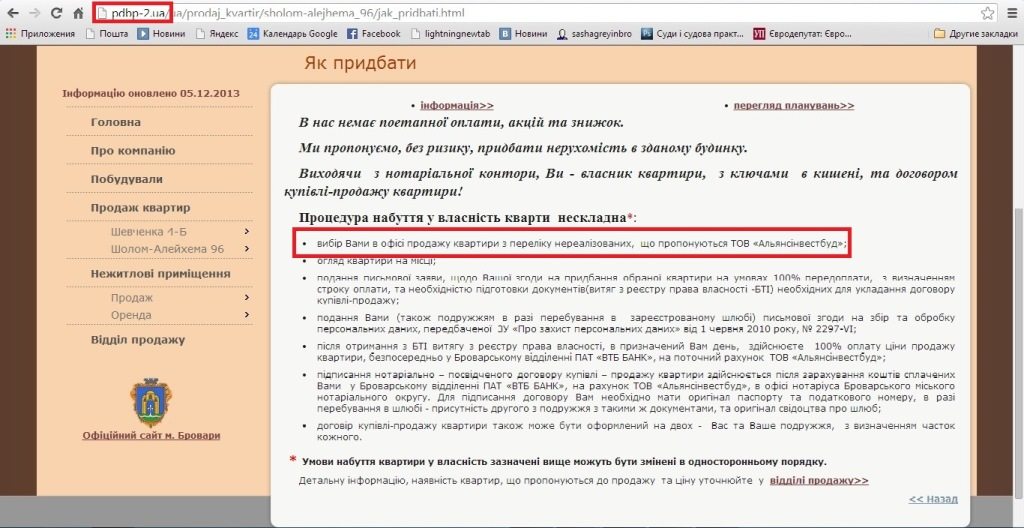 pdbp-2.ua/ua/prodaj_kvartir/sholom-alejhema_96/jak_pridbati.html
Приложения Почта Новини Яндекс Календарь Google Facebook lightningnewtab Новини sashagreyinbro Суди і судова практ... Євродепутат: Євро... Другие закладки
Як придбати
Інформацію оновлено 05.12.2013
Головна
Про компанію
Побудували
Продаж квартир
Шевченка 4-Б
Шолом-Алейхема 96
Нежитлові приміщення
Продаж
Оренда
Відділ продажу
Офіційний сайт м. Бровари
• інформація>> • перегляд планувань>>
В нас немає поетапної оплати, акцій та знижок.
Ми пропонуємо, без ризику, придбати нерухомість в зданому будинку.
Виходячи з нотаріальної контори, Ви - власник квартири, з ключами в кишені, та договором
купівлі-продажу квартири!
Процедура набуття у власність кварти нескладна*:
• вибір Вами в офісі продажу квартири з переліку нереалізованих, що пропонуються ТОВ «Альянсінвестбуд»;
• огляд квартири на місці;
• подання письмової заяви, щодо Вашої згоди на придбання обраної квартири на умовах 100% передоплати, з визначенням
строку оплати, та необхідністю підготовки документів(витяг з реєстру права власності -БТІ) необхідних для укладання договору
купівлі-продажу;
• подання Вами (також подружжям в разі перебування в зареєстрованому шлюбі) письмової згоди на збір та обробку
персональних даних, передбаченої ЗУ «Про захист персональних даних» від 1 червня 2010 року, № 2297-VI;
• після отримання з БТІ витягу з реєстру права власності, в призначений Вам день, здійснюєте 100% оплату ціни продажу
квартири, безпосередньо у Броварському відділенні ПАТ «ВТБ БАНК», на поточний рахунок ТОВ «Альянсінвестбуд»;
• підписання нотаріально – посвідченого договору купівлі – продажу квартири здійснюється після зарахування коштів сплачених
Вами у Броварському відділенні ПАТ «ВТБ БАНК», на рахунок ТОВ «Альянсінвестбуд», в офісі нотаріуса Броварського міського
нотаріального округу. Для підписання договору Вам необхідно мати оригінал паспорту та податкового номеру, в разі
перебування в шлюбі - присутність другого з подружжя з такими ж документами, та оригінал свідоцтва про шлюб;
• договір купівлі-продажу квартири також може бути оформлений на двох - Вас та Ваше подружжя, з визначенням часток
кожного.
* Умови набуття квартири у власність зазначені вище можуть бути змінені в односторонньому порядку.
Детальну інформацію, наявність квартир, що пропонуються до продажу та ціну уточнюйте у відділі продажу>>
<< Назад